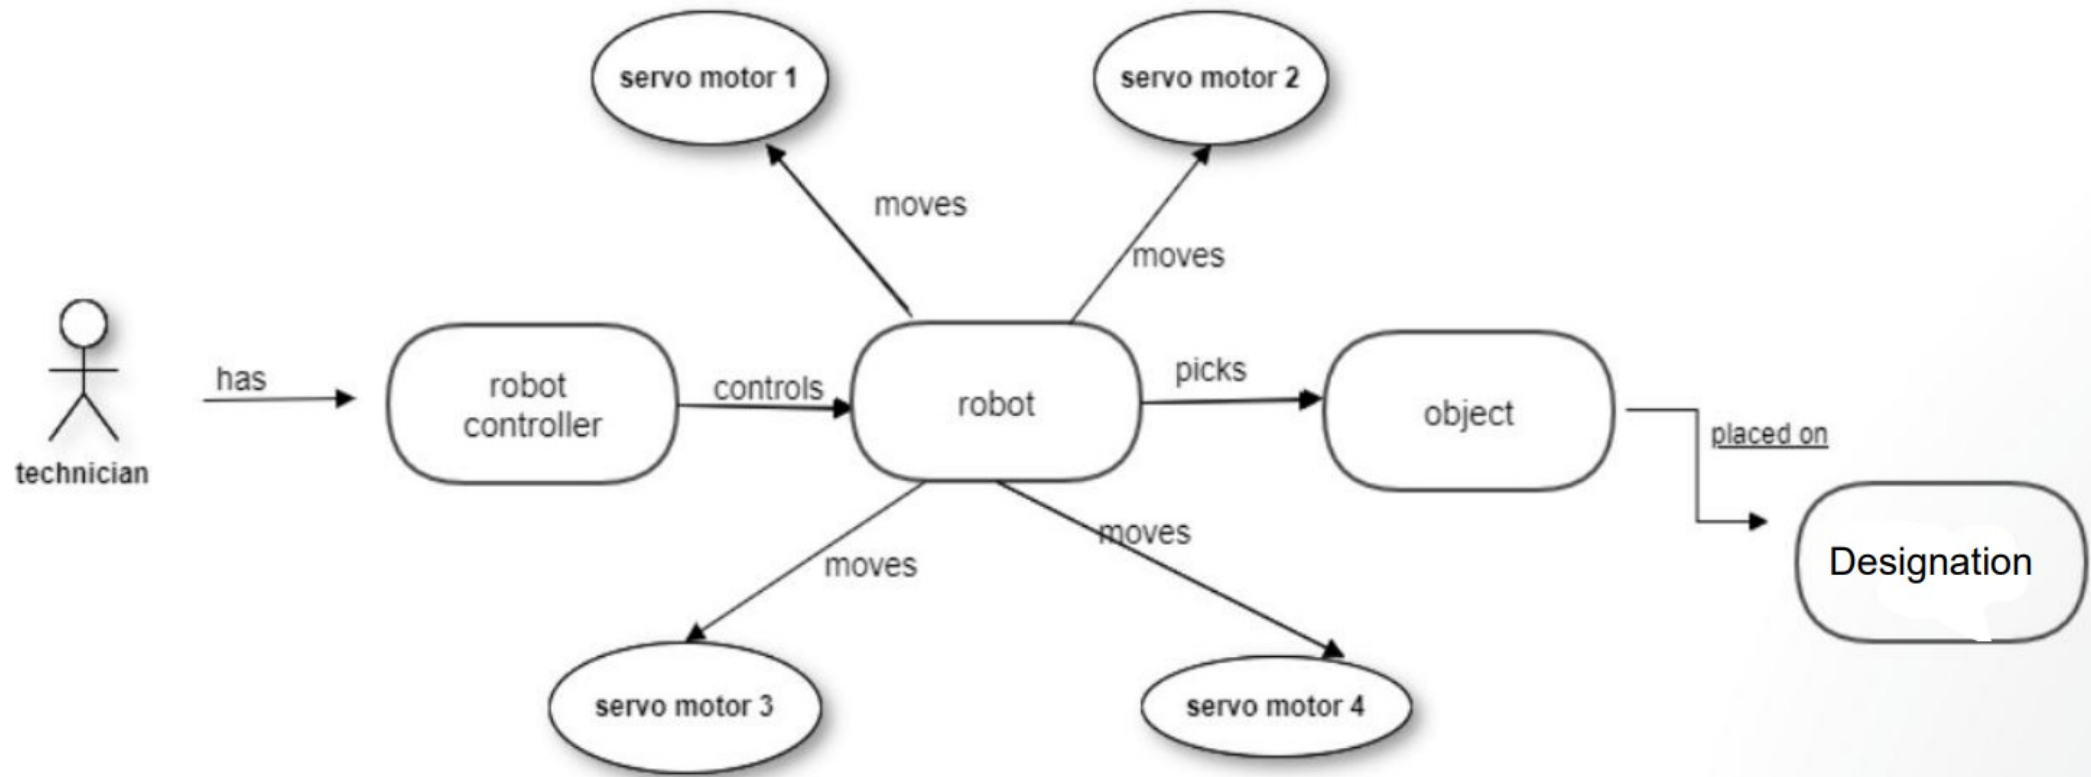 servo motor 1
servo motor 2
moves
moves
has
technician
robot
controller
controls
robot
picks
object
placed on
Designation
moves
moves
servo motor 3
servo motor 4